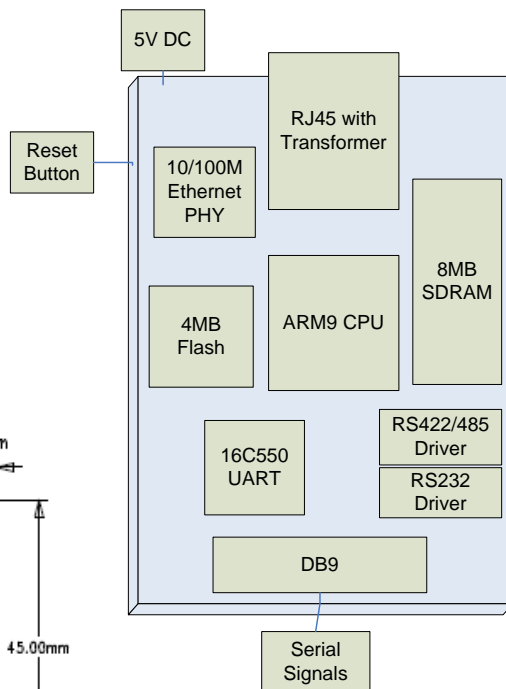 5V DC
RJ45 with
Transformer
Reset
Button
10/100M
Ethernet
PHY
8MB
SDRAM
4MB
Flash
ARM9 CPU
RS422/485
Driver
16C550
UART
RS232
Driver
DB9
45.00mm
Serial
Signals